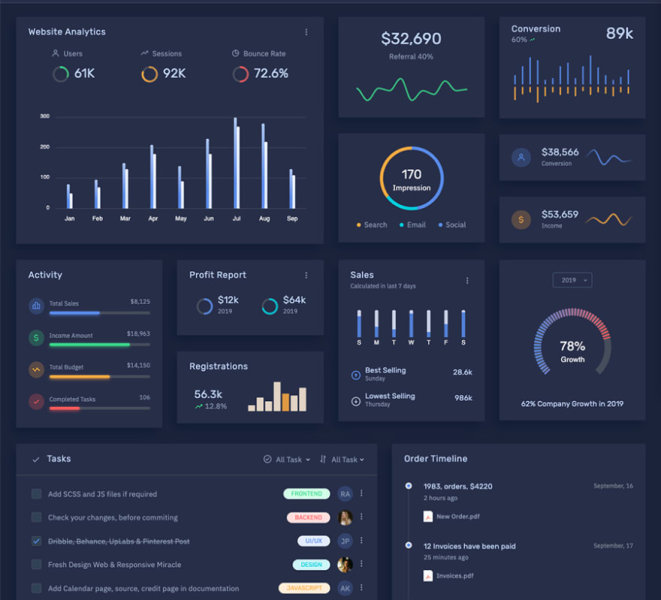 Website Analytics
Users
Sessions
Bounce Rate
61K
92K
72.6%
300
200
100
0
Jan Feb Mar Apr May Jun Jul Aug Sep
$32,690
Referral 40%
Conversion
60%
89k
170
Impression
Search Email Social
$38,566
Conversion
$53,659
Income
Activity
Total Sales $8,125
Income Amount $18,963
Total Budget $14,150
Completed Tasks 106
Profit Report
$12k
2019
$64k
2019
Registrations
56.3k
12.8%
Sales
Calculated in last 7 days
S M T W T F S
Best Selling 28.6k
Sunday
Lowest Selling 986k
Thursday
2019
78%
Growth
62% Company Growth in 2019
Tasks
All Task
All Task
Add SCSS and JS files if required FRONTEND RA
Check your changes, before commiting BACKEND
Dribble, Behance, UpLabs & Pinterest Post UI/UX JP
Fresh Design Web & Responsive Miracle DESIGN
Add Calendar page, source, credit page in documentation JAVASCRIPT AK
Order Timeline
1983, orders, $4220 September, 16
2 hours ago
New Order.pdf
12 Invoices have been paid September, 17
25 minutes ago
Invoices.pdf